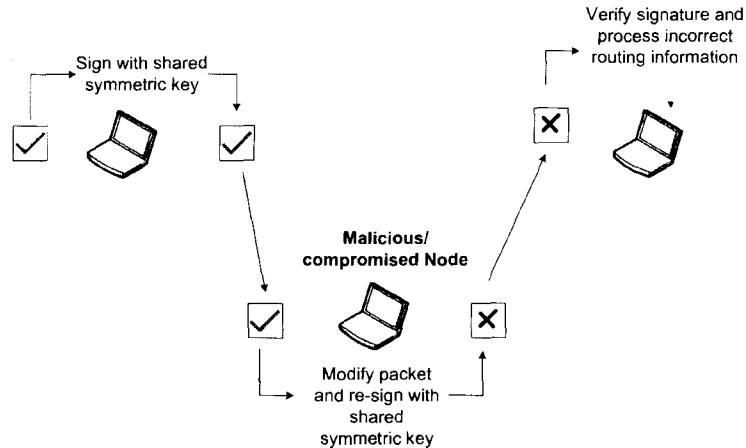 Sign with shared
symmetric key
Verify signature and
process incorrect
routing information
Malicious/
compromised Node
Modify packet
and re-sign with
shared
symmetric key